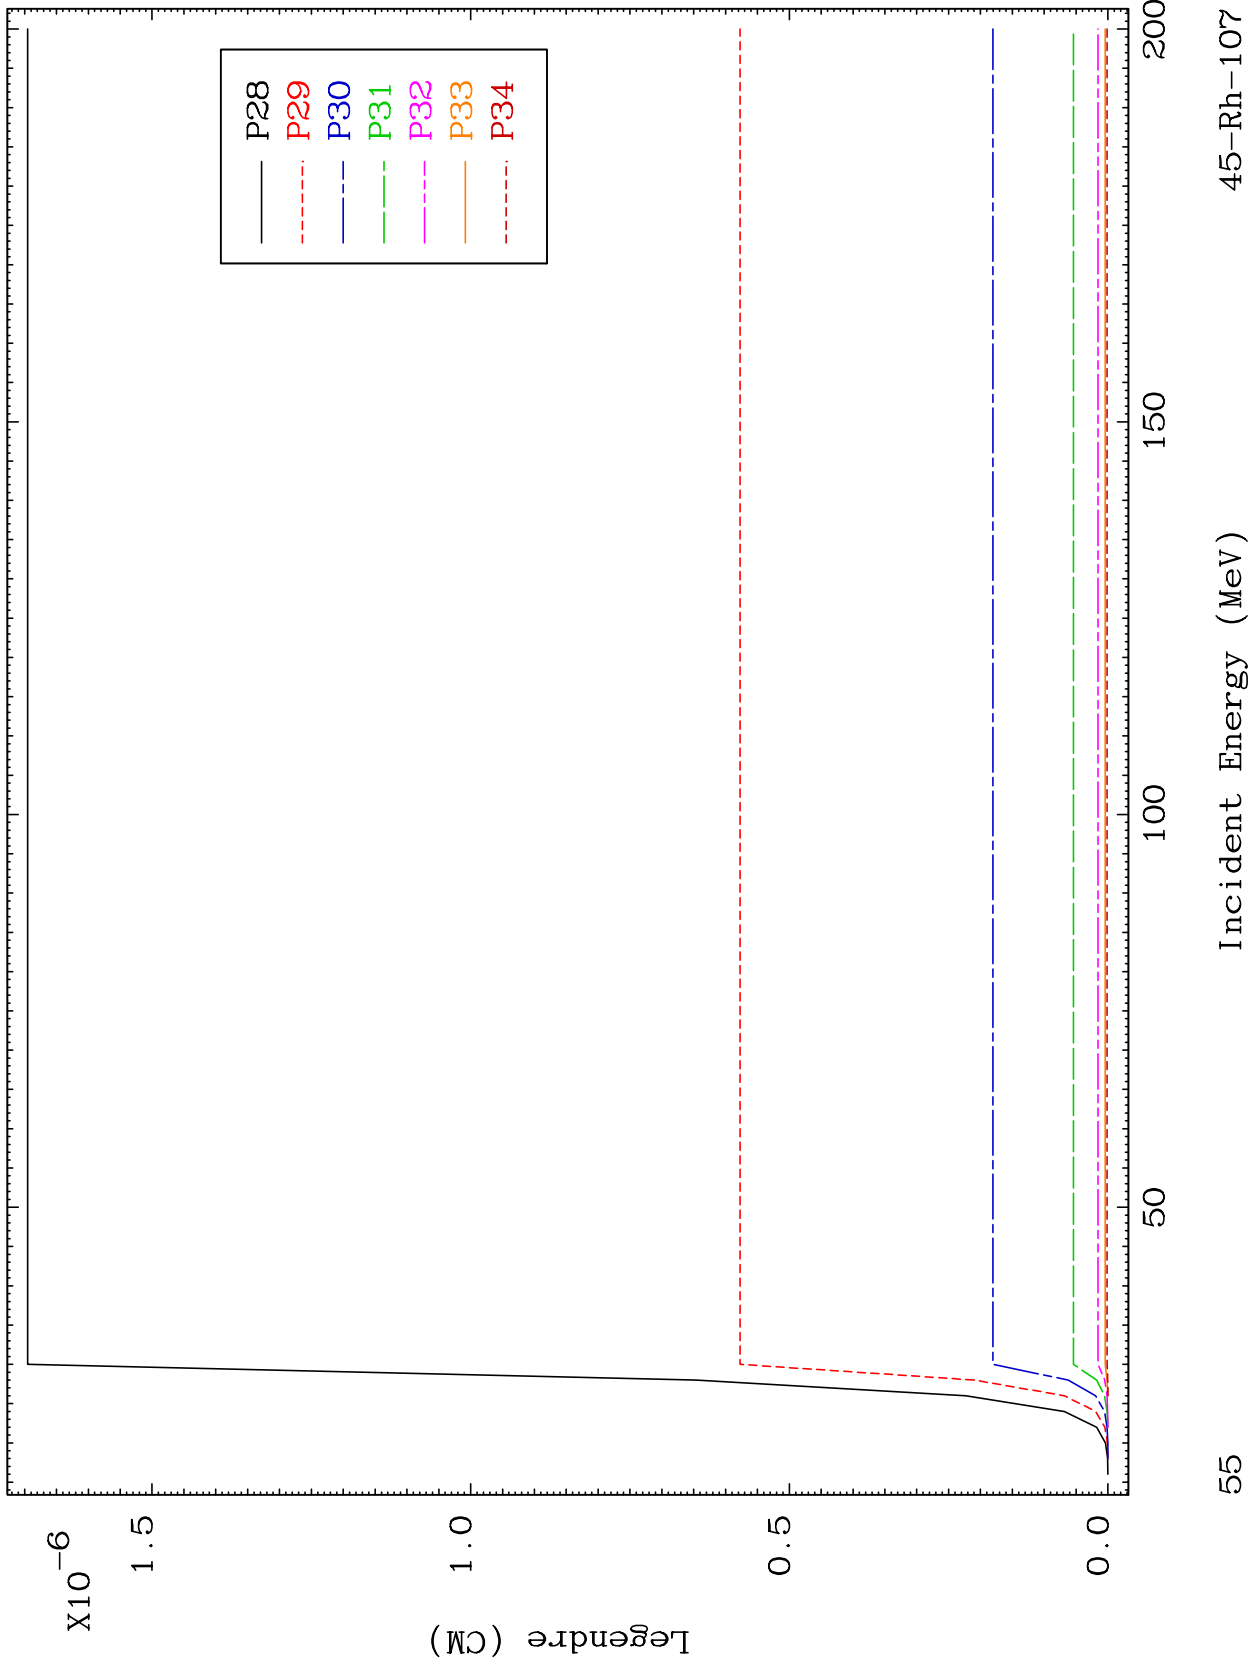 X10-6
1.5
1.0
0.5
0.0
Legendre (CM)
P28
P29
P30
P31
P32
P33
P34
50
100
150
200
Incident Energy (MeV)
55
45-Rh-107